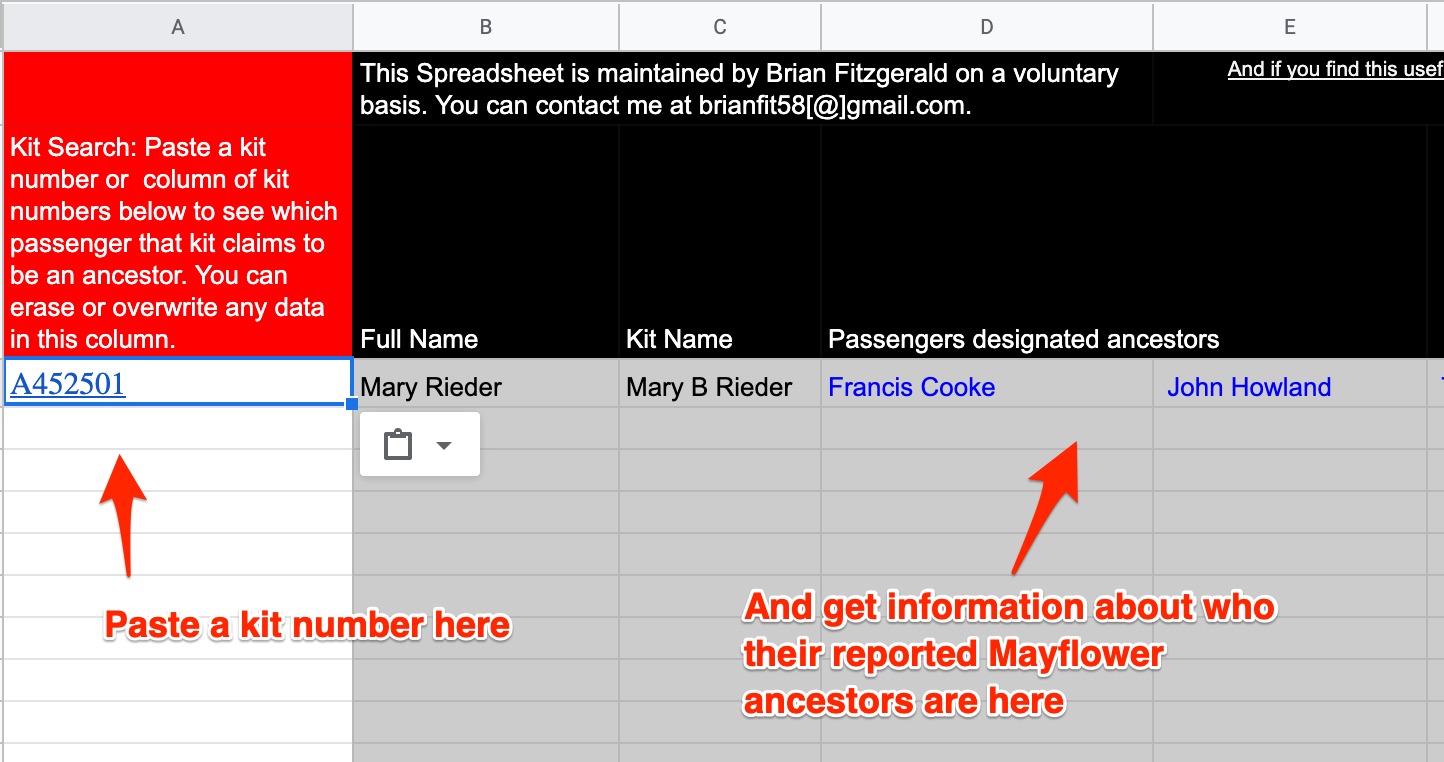 A B C D E
This Spreadsheet is maintained by Brian Fitzgerald on a voluntary
basis. You can contact me at brianfit58[@]gmail.com.
And if you find this usef
Kit Search: Paste a kit
number or  column of kit
numbers below to see which
passenger that kit claims to
be an ancestor. You can
erase or overwrite any data
in this column.
Full Name Kit Name Passengers designated ancestors
A452501 Mary Rieder Mary B Rieder Francis Cooke John Howland
Paste a kit number here
And get information about who
their reported Mayflower
ancestors are here